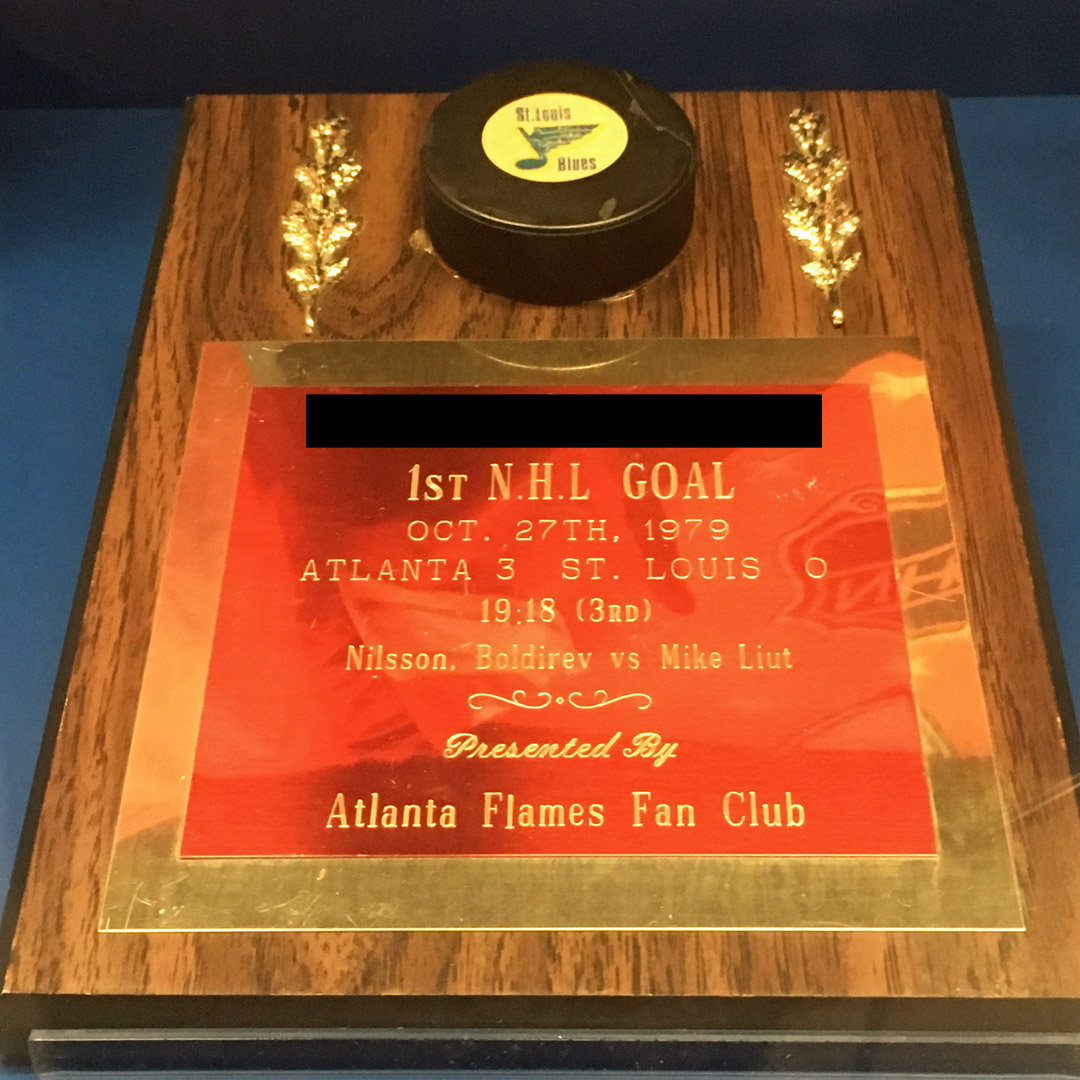 St.Louis
Blues
1ST N.H.L GOAL
OCT. 27TH, 1979
ATLANTA 3 ST. LOUIS 0
19:18 (3RD)
Nilsson, Boldirev vs Mike Liut
Presented By
Atlanta Flames Fan Club